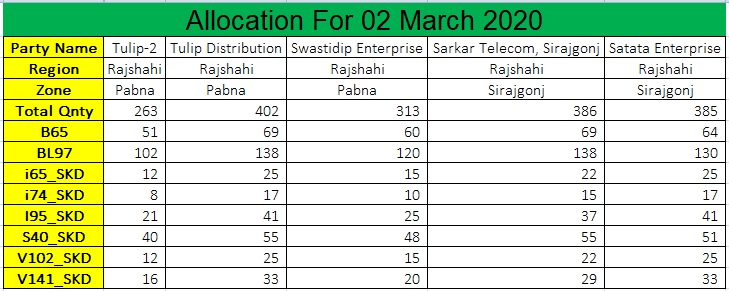 Allocation For 02 March 2020
Party Name Tulip-2 Tulip Distribution Swastidip Enterprise Sarkar Telecom, Sirajgonj Satata Enterprise
Region Rajshahi Rajshahi Rajshahi Rajshahi Rajshahi
Zone Pabna Pabna Pabna Sirajgonj Sirajgonj
Total Qnty 263 402 313 386 385
B65 51 69 60 69 64
BL97 102 138 120 138 130
i65_SKD 12 25 15 22 25
i74_SKD 8 17 10 15 17
I95_SKD 21 41 25 37 41
S40_SKD 40 55 48 55 51
V102_SKD 12 25 15 22 25
V141_SKD 16 33 20 29 33